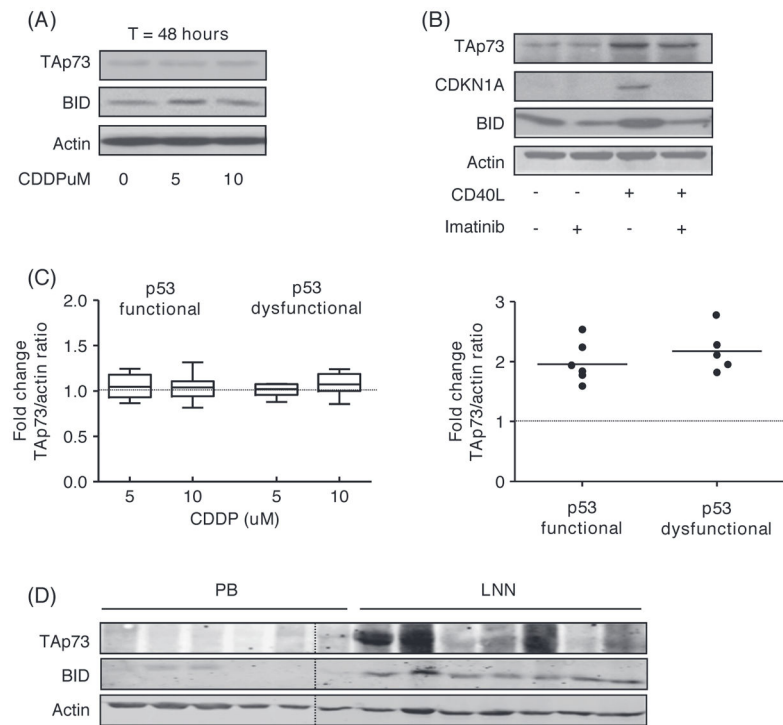 (A)
T = 48 hours
TAp73
BID
Actin
CDDPuM 0 5 10
(B)
TAp73
CDKN1A
BID
Actin
CD40L - - + +
Imatinib - + - +
(C)
Fold change
TAp73/actin ratio
2.0
1.5
1.0
0.5
0.0
p53
functional
p53
dysfunctional
5 10 5 10
CDDP (uM)
Fold change
TAp73/actin ratio
3
2
1
0
p53
functional
p53
dysfunctional
(D)
PB LNN
TAp73
BID
Actin